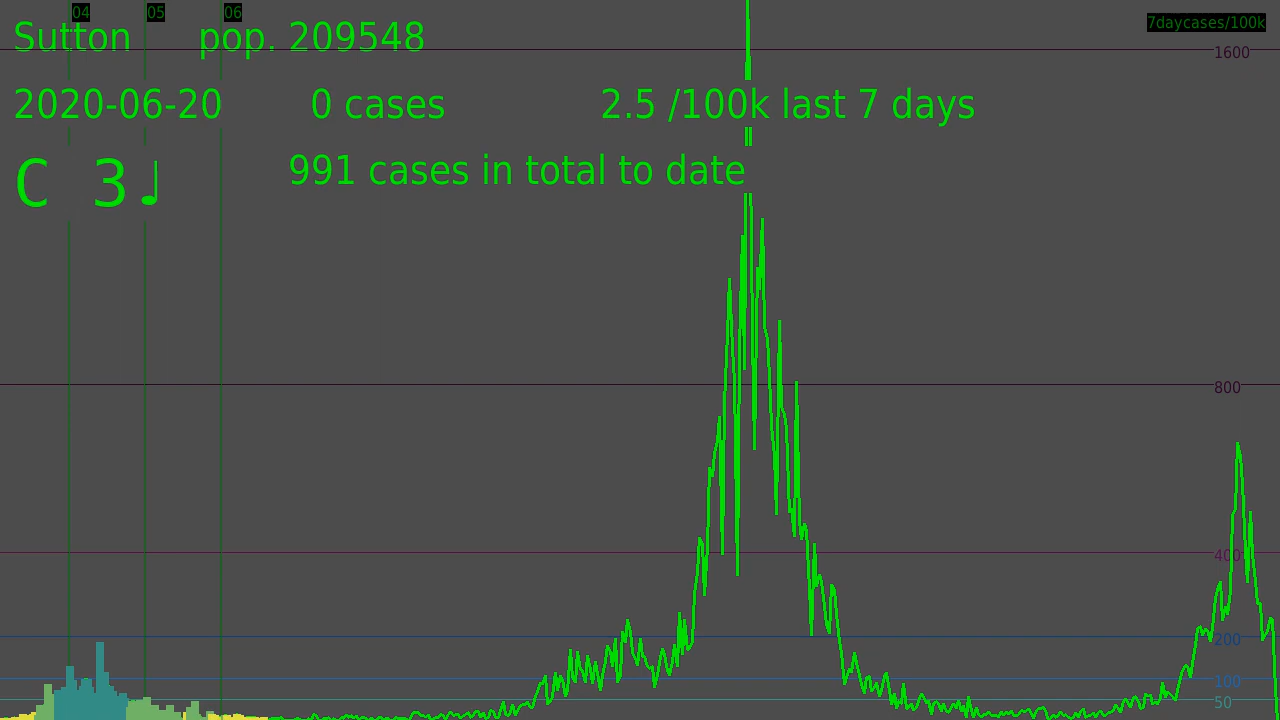 04 05 06
Sutton pop. 209548
7daycases/100k
1600
2020-06-20 0 cases 2.5 /100k last 7 days
C 3♩ 991 cases in total to date
800
400
200
100
50